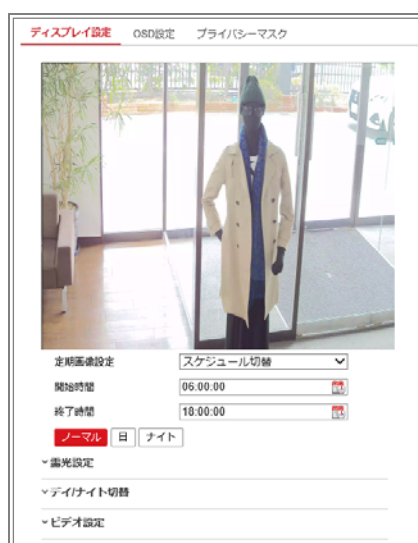 ディスプレイ設定 OSD設定 プライバシーマスク
定期画像設定 スケジュール切替
開始時間 06:00:00
終了時間 18:00:00
ノーマル 日 ナイト
露光設定
デイ/ナイト切替
ビデオ設定